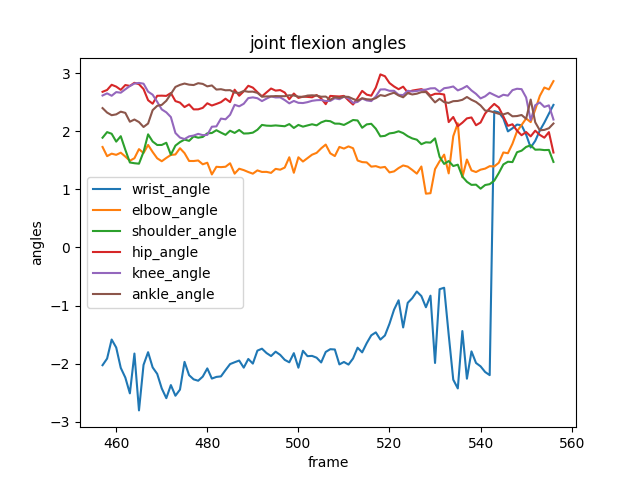 joint flexion angles
3
2
1
0
−1
−2
−3
angles
wrist_angle
elbow_angle
shoulder_angle
hip_angle
knee_angle
ankle_angle
460 480 500 520 540 560
frame